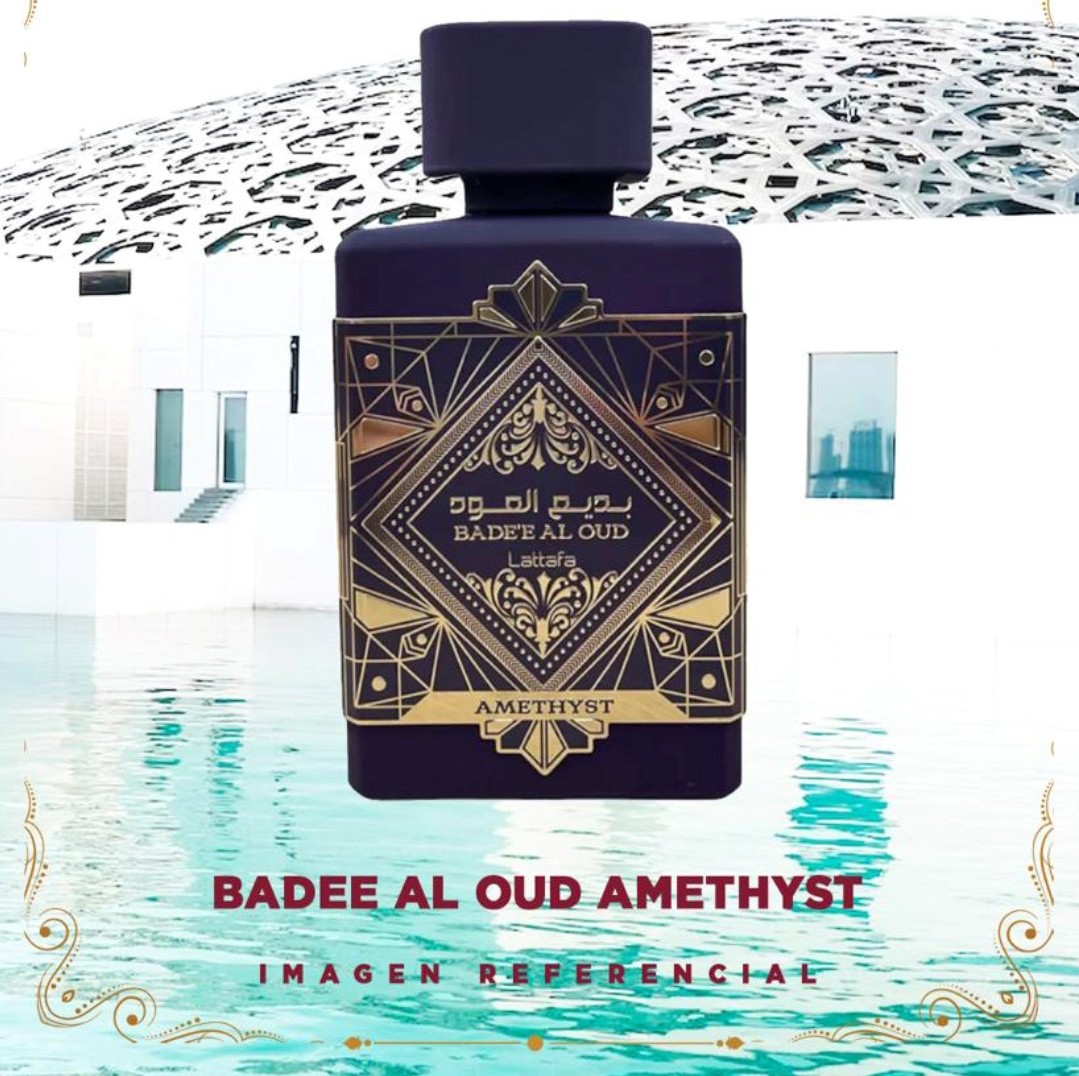 بديع العود
BADE'E AL OUD
Lattafa
AMETHYST
BADEE AL OUD AMETHYST
IMAGEN REFERENCIAL